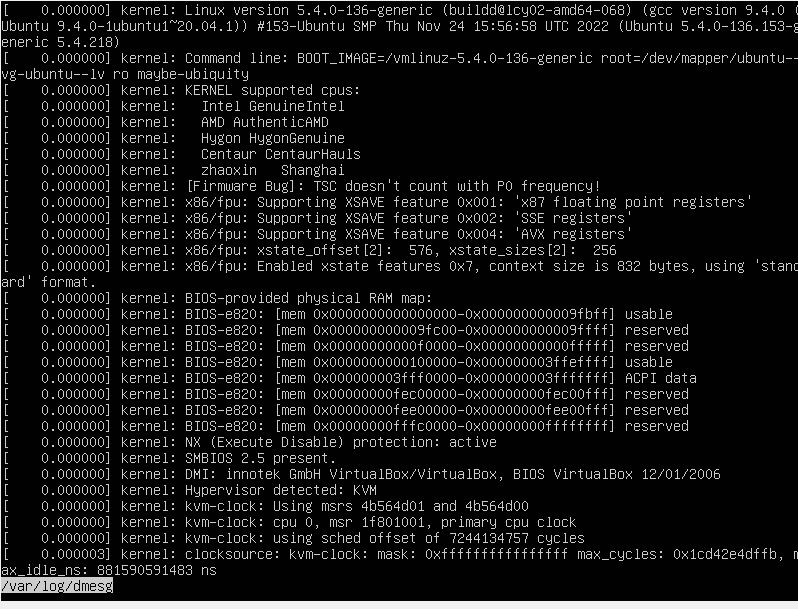 [    0.000000] kernel: Linux version 5.4.0-136-generic (buildd@lcy02-amd64-068) (gcc version 9.4.0 (
Ubuntu 9.4.0-1ubuntu1~20.04.1)) #153-Ubuntu SMP Thu Nov 24 15:56:58 UTC 2022 (Ubuntu 5.4.0-136.153-g
eneric 5.4.218)
[    0.000000] kernel: Command line: BOOT_IMAGE=/vmlinuz-5.4.0-136-generic root=/dev/mapper/ubuntu--
vg-ubuntu--lv ro maybe-ubiquity
[    0.000000] kernel: KERNEL supported cpus:
[    0.000000] kernel:   Intel GenuineIntel
[    0.000000] kernel:   AMD AuthenticAMD
[    0.000000] kernel:   Hygon HygonGenuine
[    0.000000] kernel:   Centaur CentaurHauls
[    0.000000] kernel:   zhaoxin   Shanghai
[    0.000000] kernel: [Firmware Bug]: TSC doesn't count with P0 frequency!
[    0.000000] kernel: x86/fpu: Supporting XSAVE feature 0x001: 'x87 floating point registers'
[    0.000000] kernel: x86/fpu: Supporting XSAVE feature 0x002: 'SSE registers'
[    0.000000] kernel: x86/fpu: Supporting XSAVE feature 0x004: 'AVX registers'
[    0.000000] kernel: x86/fpu: xstate_offset[2]:  576, xstate_sizes[2]:  256
[    0.000000] kernel: x86/fpu: Enabled xstate features 0x7, context size is 832 bytes, using 'stand
ard' format.
[    0.000000] kernel: BIOS-provided physical RAM map:
[    0.000000] kernel: BIOS-e820: [mem 0x0000000000000000-0x000000000009fbff] usable
[    0.000000] kernel: BIOS-e820: [mem 0x000000000009fc00-0x000000000009ffff] reserved
[    0.000000] kernel: BIOS-e820: [mem 0x00000000000f0000-0x00000000000fffff] reserved
[    0.000000] kernel: BIOS-e820: [mem 0x0000000000100000-0x000000003ffeffff] usable
[    0.000000] kernel: BIOS-e820: [mem 0x000000003fff0000-0x000000003fffffff] ACPI data
[    0.000000] kernel: BIOS-e820: [mem 0x00000000fec00000-0x00000000fec00fff] reserved
[    0.000000] kernel: BIOS-e820: [mem 0x00000000fee00000-0x00000000fee00fff] reserved
[    0.000000] kernel: BIOS-e820: [mem 0x00000000fffc0000-0x00000000ffffffff] reserved
[    0.000000] kernel: NX (Execute Disable) protection: active
[    0.000000] kernel: SMBIOS 2.5 present.
[    0.000000] kernel: DMI: innotek GmbH VirtualBox/VirtualBox, BIOS VirtualBox 12/01/2006
[    0.000000] kernel: Hypervisor detected: KVM
[    0.000000] kernel: kvm-clock: Using msrs 4b564d01 and 4b564d00
[    0.000000] kernel: kvm-clock: cpu 0, msr 1f801001, primary cpu clock
[    0.000000] kernel: kvm-clock: using sched offset of 7244134757 cycles
[    0.000003] kernel: clocksource: kvm-clock: mask: 0xffffffffffffffff max_cycles: 0x1cd42e4dffb, m
ax_idle_ns: 881590591483 ns
/var/log/dmesg